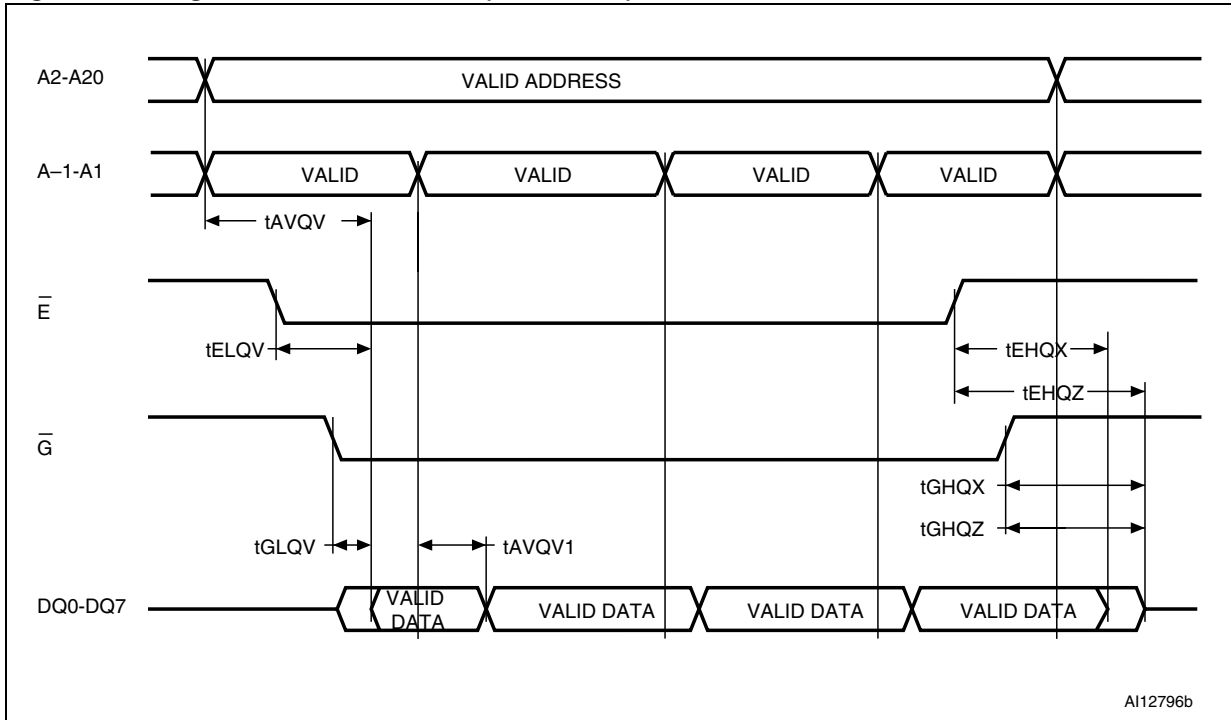 A2-A20
VALID ADDRESS
A–1-A1
VALID
VALID
VALID
VALID
tAVQV
E
tELQV
tEHQX
tEHQZ
G
tGHQX
tGHQZ
tGLQV
tAVQV1
DQ0-DQ7
VALID
DATA
VALID DATA
VALID DATA
VALID DATA
AI12796b